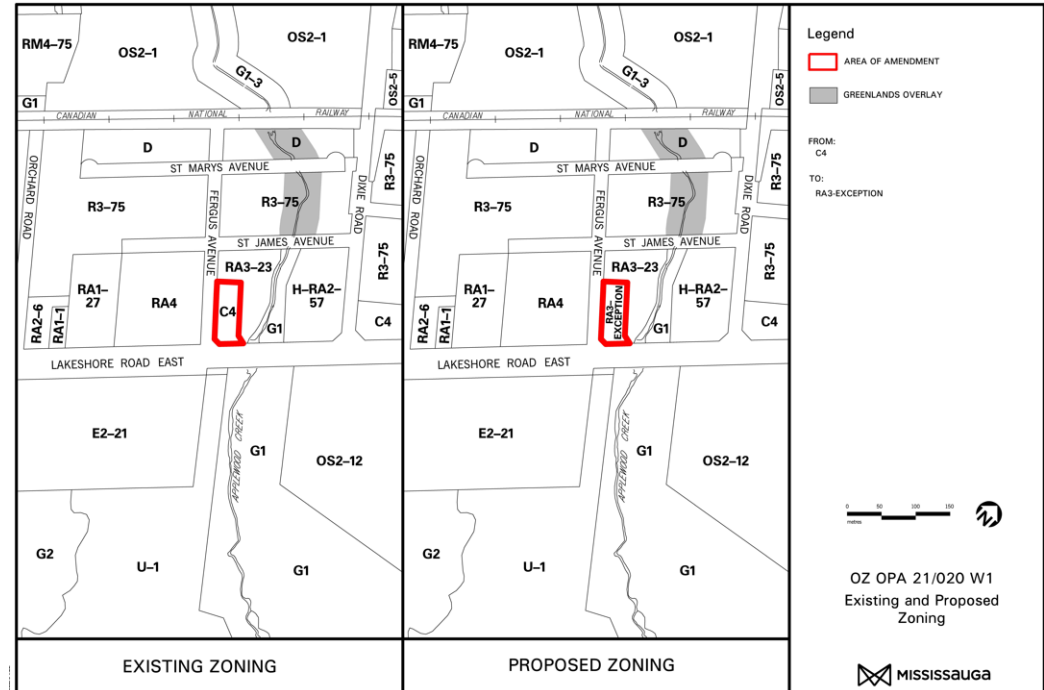 RM4–75
OS2–1
OS2–1
G1–3
OS2–5
G1
CANADIAN NATIONAL RAILWAY
D
D
ST MARYS AVENUE
ORCHARD ROAD
R3–75
FERGUS AVENUE
R3–75
DIXIE ROAD
R3–75
ST JAMES AVENUE
R3–75
RA3–23
RA2–6
RA1–1
RA1–
27
RA4
C4
G1
H–RA2–
57
C4
LAKESHORE ROAD EAST
E2–21
APPLEWOOD CREEK
G1
OS2–12
G2
U–1
G1
EXISTING ZONING
RM4–75
OS2–1
OS2–1
G1–3
OS2–5
G1
CANADIAN NATIONAL RAILWAY
D
D
ST MARYS AVENUE
ORCHARD ROAD
R3–75
FERGUS AVENUE
R3–75
DIXIE ROAD
R3–75
ST JAMES AVENUE
R3–75
RA3–23
RA2–6
RA1–1
RA1–
27
RA4
RA3–
EXCEPTION
G1
H–RA2–
57
C4
LAKESHORE ROAD EAST
E2–21
APPLEWOOD CREEK
G1
OS2–12
G2
U–1
G1
PROPOSED ZONING
Legend
AREA OF AMENDMENT
GREENLANDS OVERLAY
FROM:
C4
TO:
RA3-EXCEPTION
0 50 100 150
metres
OZ OPA 21/020 W1
Existing and Proposed
Zoning
MISSISSAUGA